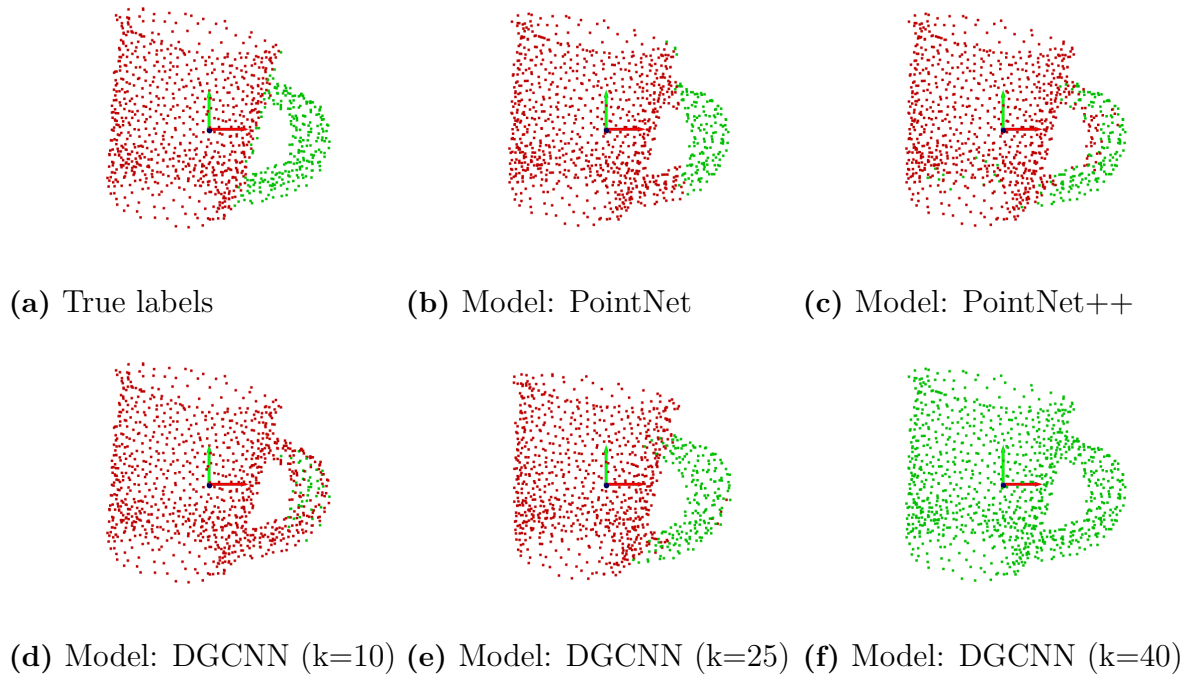 (a) True labels
(b) Model: PointNet
(c) Model: PointNet++
(d) Model: DGCNN (k=10)
(e) Model: DGCNN (k=25)
(f) Model: DGCNN (k=40)